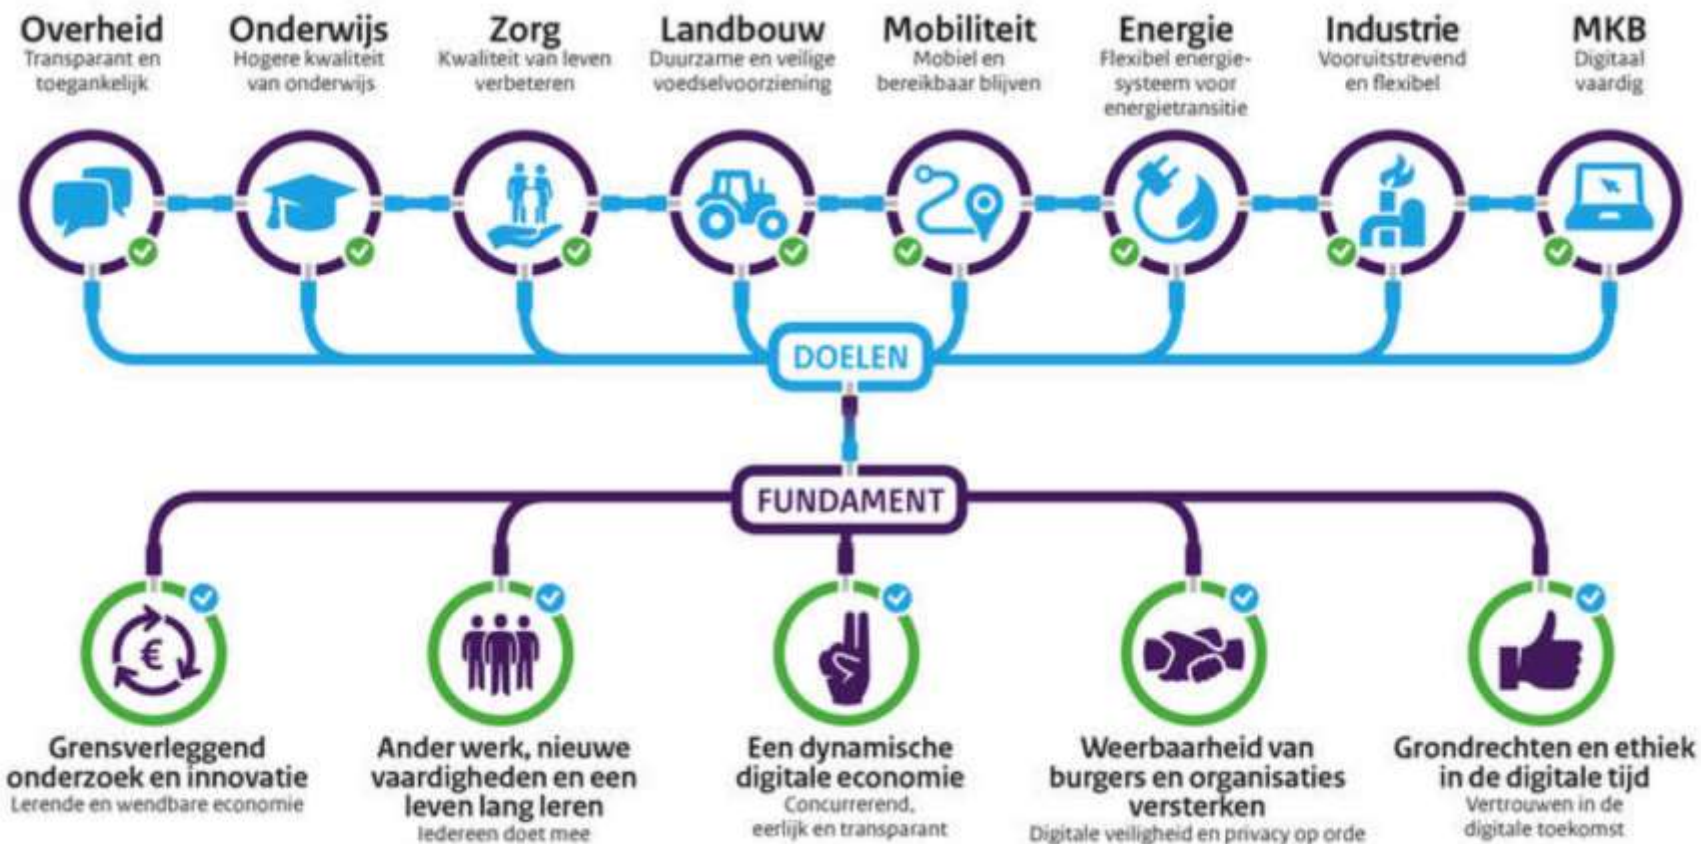 Overheid
Transparant en
toegankelijk
Onderwijs
Hogere kwaliteit
van onderwijs
Zorg
Kwaliteit van leven
verbeteren
Landbouw
Duurzame en veilige
voedselvoorziening
Mobiliteit
Mobiel en
bereikbaar blijven
Energie
Flexibel energie-
systeem voor
energietransitie
Industrie
Vooruitstrevend
en flexibel
MKB
Digitaal
vaardig
DOELEN
FUNDAMENT
€
Grensverleggend
onderzoek en innovatie
Lerende en wendbare economie
Ander werk, nieuwe
vaardigheden en een
leven lang leren
Iedereen doet mee
Een dynamische
digitale economie
Concurrerend,
eerlijk en transparant
Weerbaarheid van
burgers en organisaties
versterken
Digitale veiligheid en privacy op orde
Grondrechten en ethiek
in de digitale tijd
Vertrouwen in de
digitale toekomst